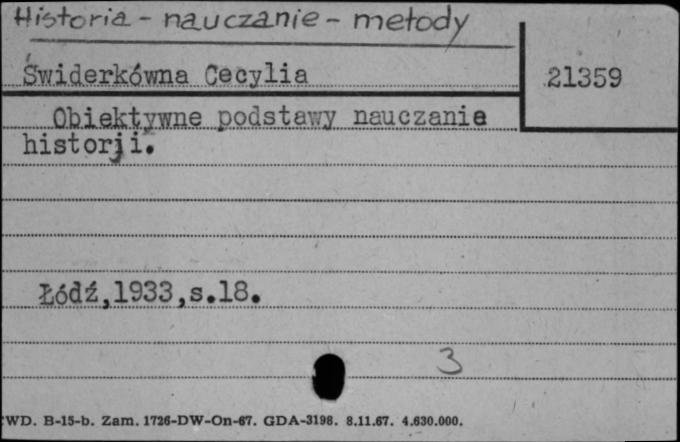 Historia - nauczanie - metody
Świderkówna Cecylia
21359
Obiektywne podstawy nauczania
historji.
Łódź,1933,s.18.
3
WD. B-15-b. Zam. 1726-DW-On-67. GDA-3198. 8.11.67. 4.630.000.